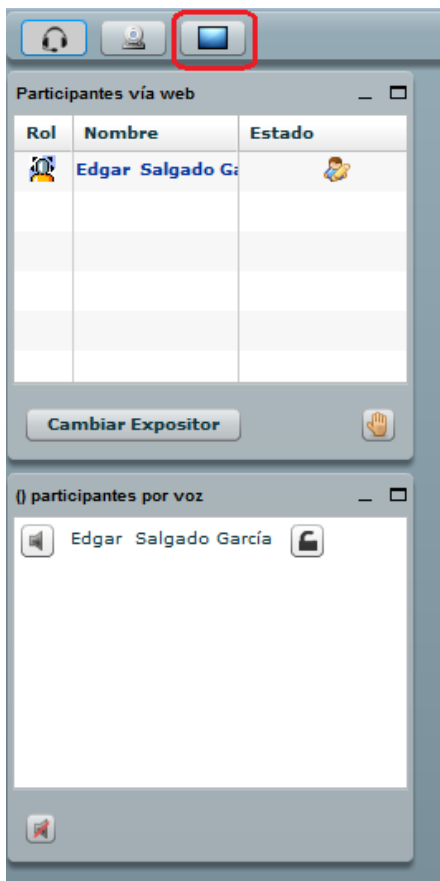 Participantes vía web
Rol Nombre Estado
Edgar Salgado Ga
Cambiar Expositor
() participantes por voz
Edgar Salgado García